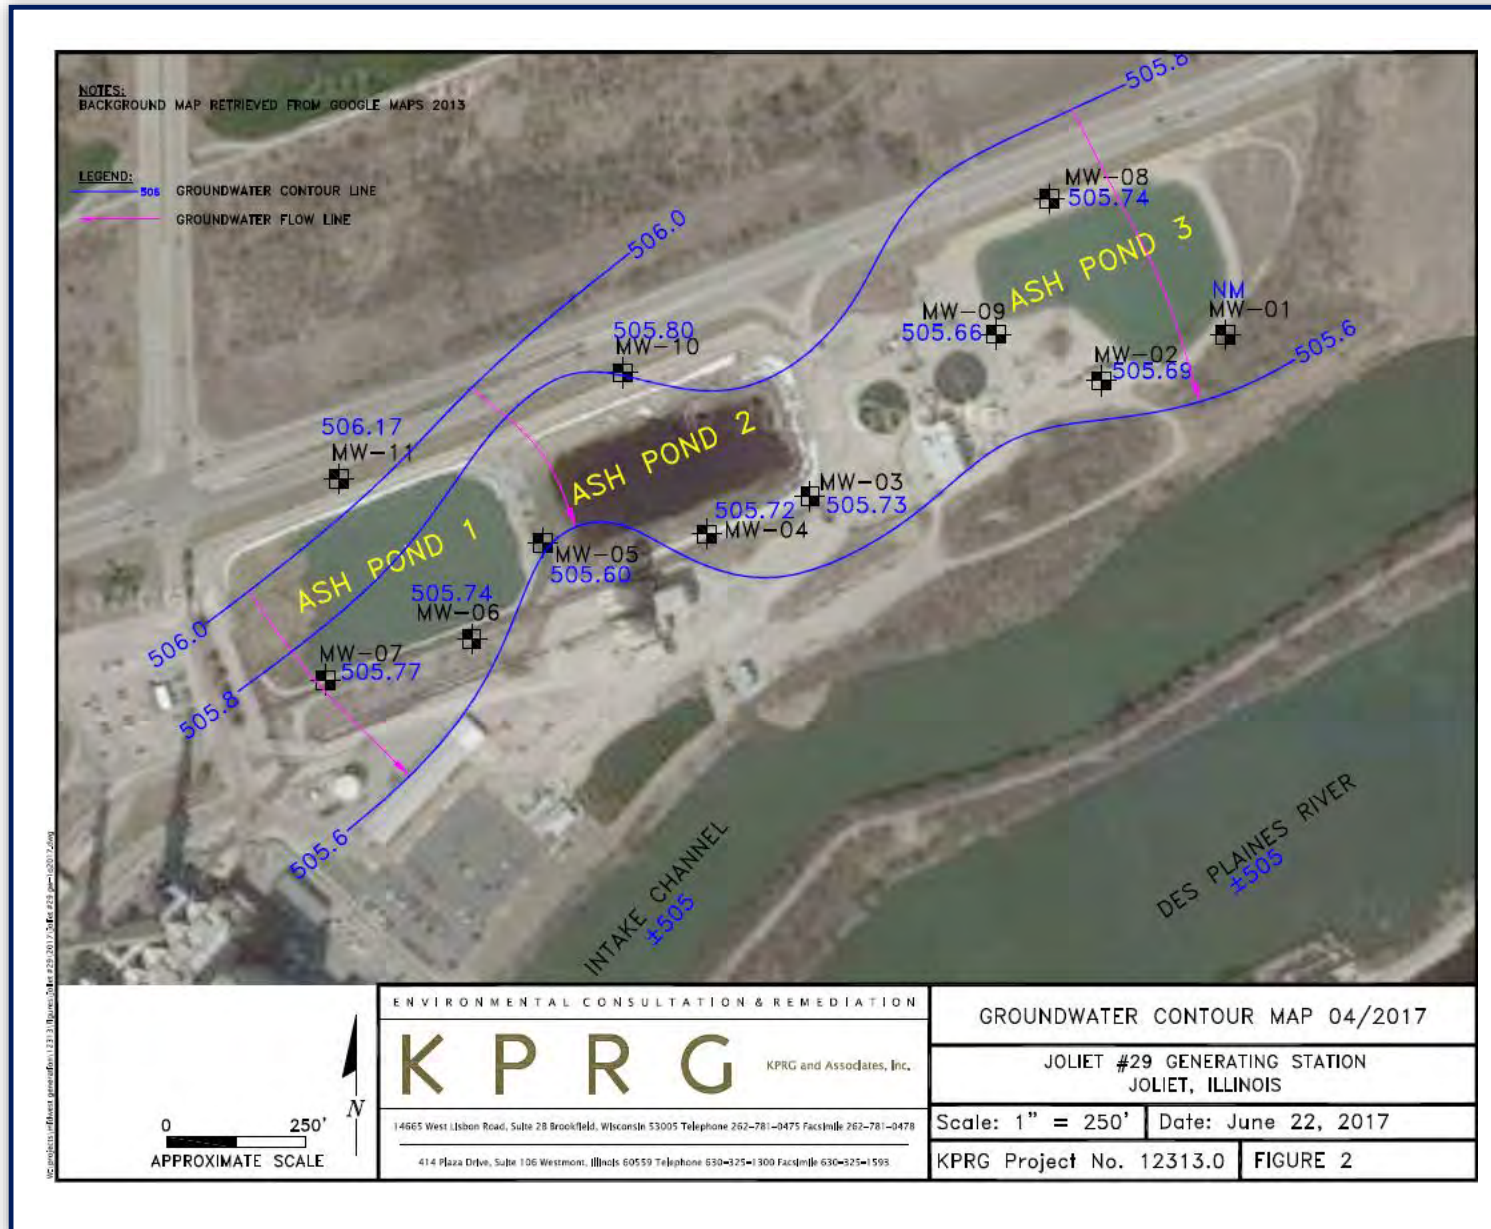 NOTES:
BACKGROUND MAP RETRIEVED FROM GOOGLE MAPS 2013
LEGEND:
506 GROUNDWATER CONTOUR LINE
GROUNDWATER FLOW LINE
505.8
506.0
MW-08
505.74
ASH POND 3
NM
MW-01
MW-09
505.66
505.6
MW-02
505.69
505.80
MW-10
506.17
MW-11
ASH POND 2
MW-03
505.73
505.72
MW-04
ASH POND 1
MW-05
505.60
505.74
MW-06
506.0
MW-07
505.77
505.8
505.6
INTAKE CHANNEL
±505
DES PLAINES RIVER
±505
0 250'
APPROXIMATE SCALE
N
ENVIRONMENTAL CONSULTATION & REMEDIATION
KPRG
KPRG and Associates, Inc.
14665 West Lisbon Road, Suite 2B Brookfield, Wisconsin 53005 Telephone 262-781-0475 Facsimile 262-781-0478
414 Plaza Drive, Suite 106 Westmont, Illinois 60559 Telephone 630-325-1300 Facsimile 630-325-1593
GROUNDWATER CONTOUR MAP 04/2017
JOLIET #29 GENERATING STATION
JOLIET, ILLINOIS
Scale: 1" = 250'
Date: June 22, 2017
KPRG Project No. 12313.0
FIGURE 2